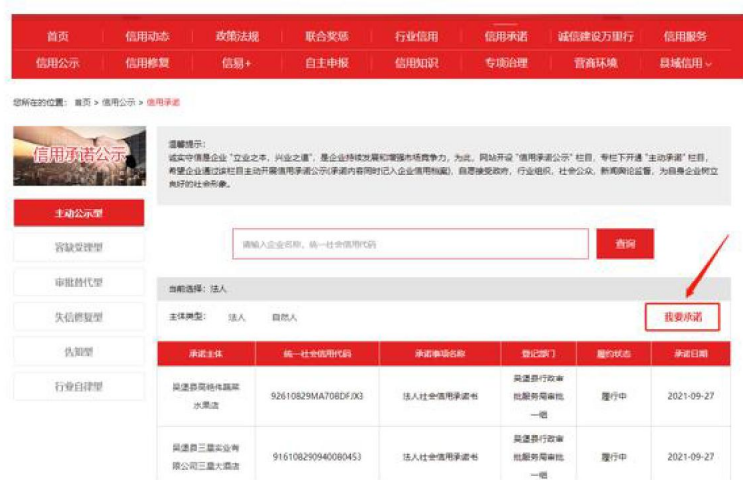 首页 信用动态 政策法规 联合奖惩 行业信用 信用承诺 诚信建设万里行 信用服务
信用公示 信用修复 信易+ 自主申报 信用知识 专项治理 营商环境 县域信用
您所在的位置： 首页 > 信用公示 > 信用承诺
信用承诺公示
温馨提示：
诚实守信是企业“立业之本，兴业之道”，是企业持续发展和增强市场竞争力，为此，网站开设“信用承诺公示”栏目，专栏下开通“主动承诺”栏目，
希望企业通过该栏目主动开展信用承诺公示(承诺内容同时记入企业信用档案)，自愿接受政府，行业组织，社会公众，新闻舆论监督，为自身企业树立
良好的社会形象。
主动公示型
容缺受理型
审批替代型
失信修复型
告知型
行业自律型
请输入企业名称、统一社会信用代码
查询
当前选择： 法人
主体类型： 法人 自然人
我要承诺
承诺主体 统一社会信用代码 承诺事项名称 登记部门 履约状态 承诺日期
水果店 92610829MA708DFJX3 法人社会信用承诺书 吴堡县行政审
批服务局审批
一组 履行中 2021-09-27
吴堡县三星实业有
限公司三星大酒店 916108290940080453 法人社会信用承诺书 吴堡县行政审
批服务局审批
一组 履行中 2021-09-27